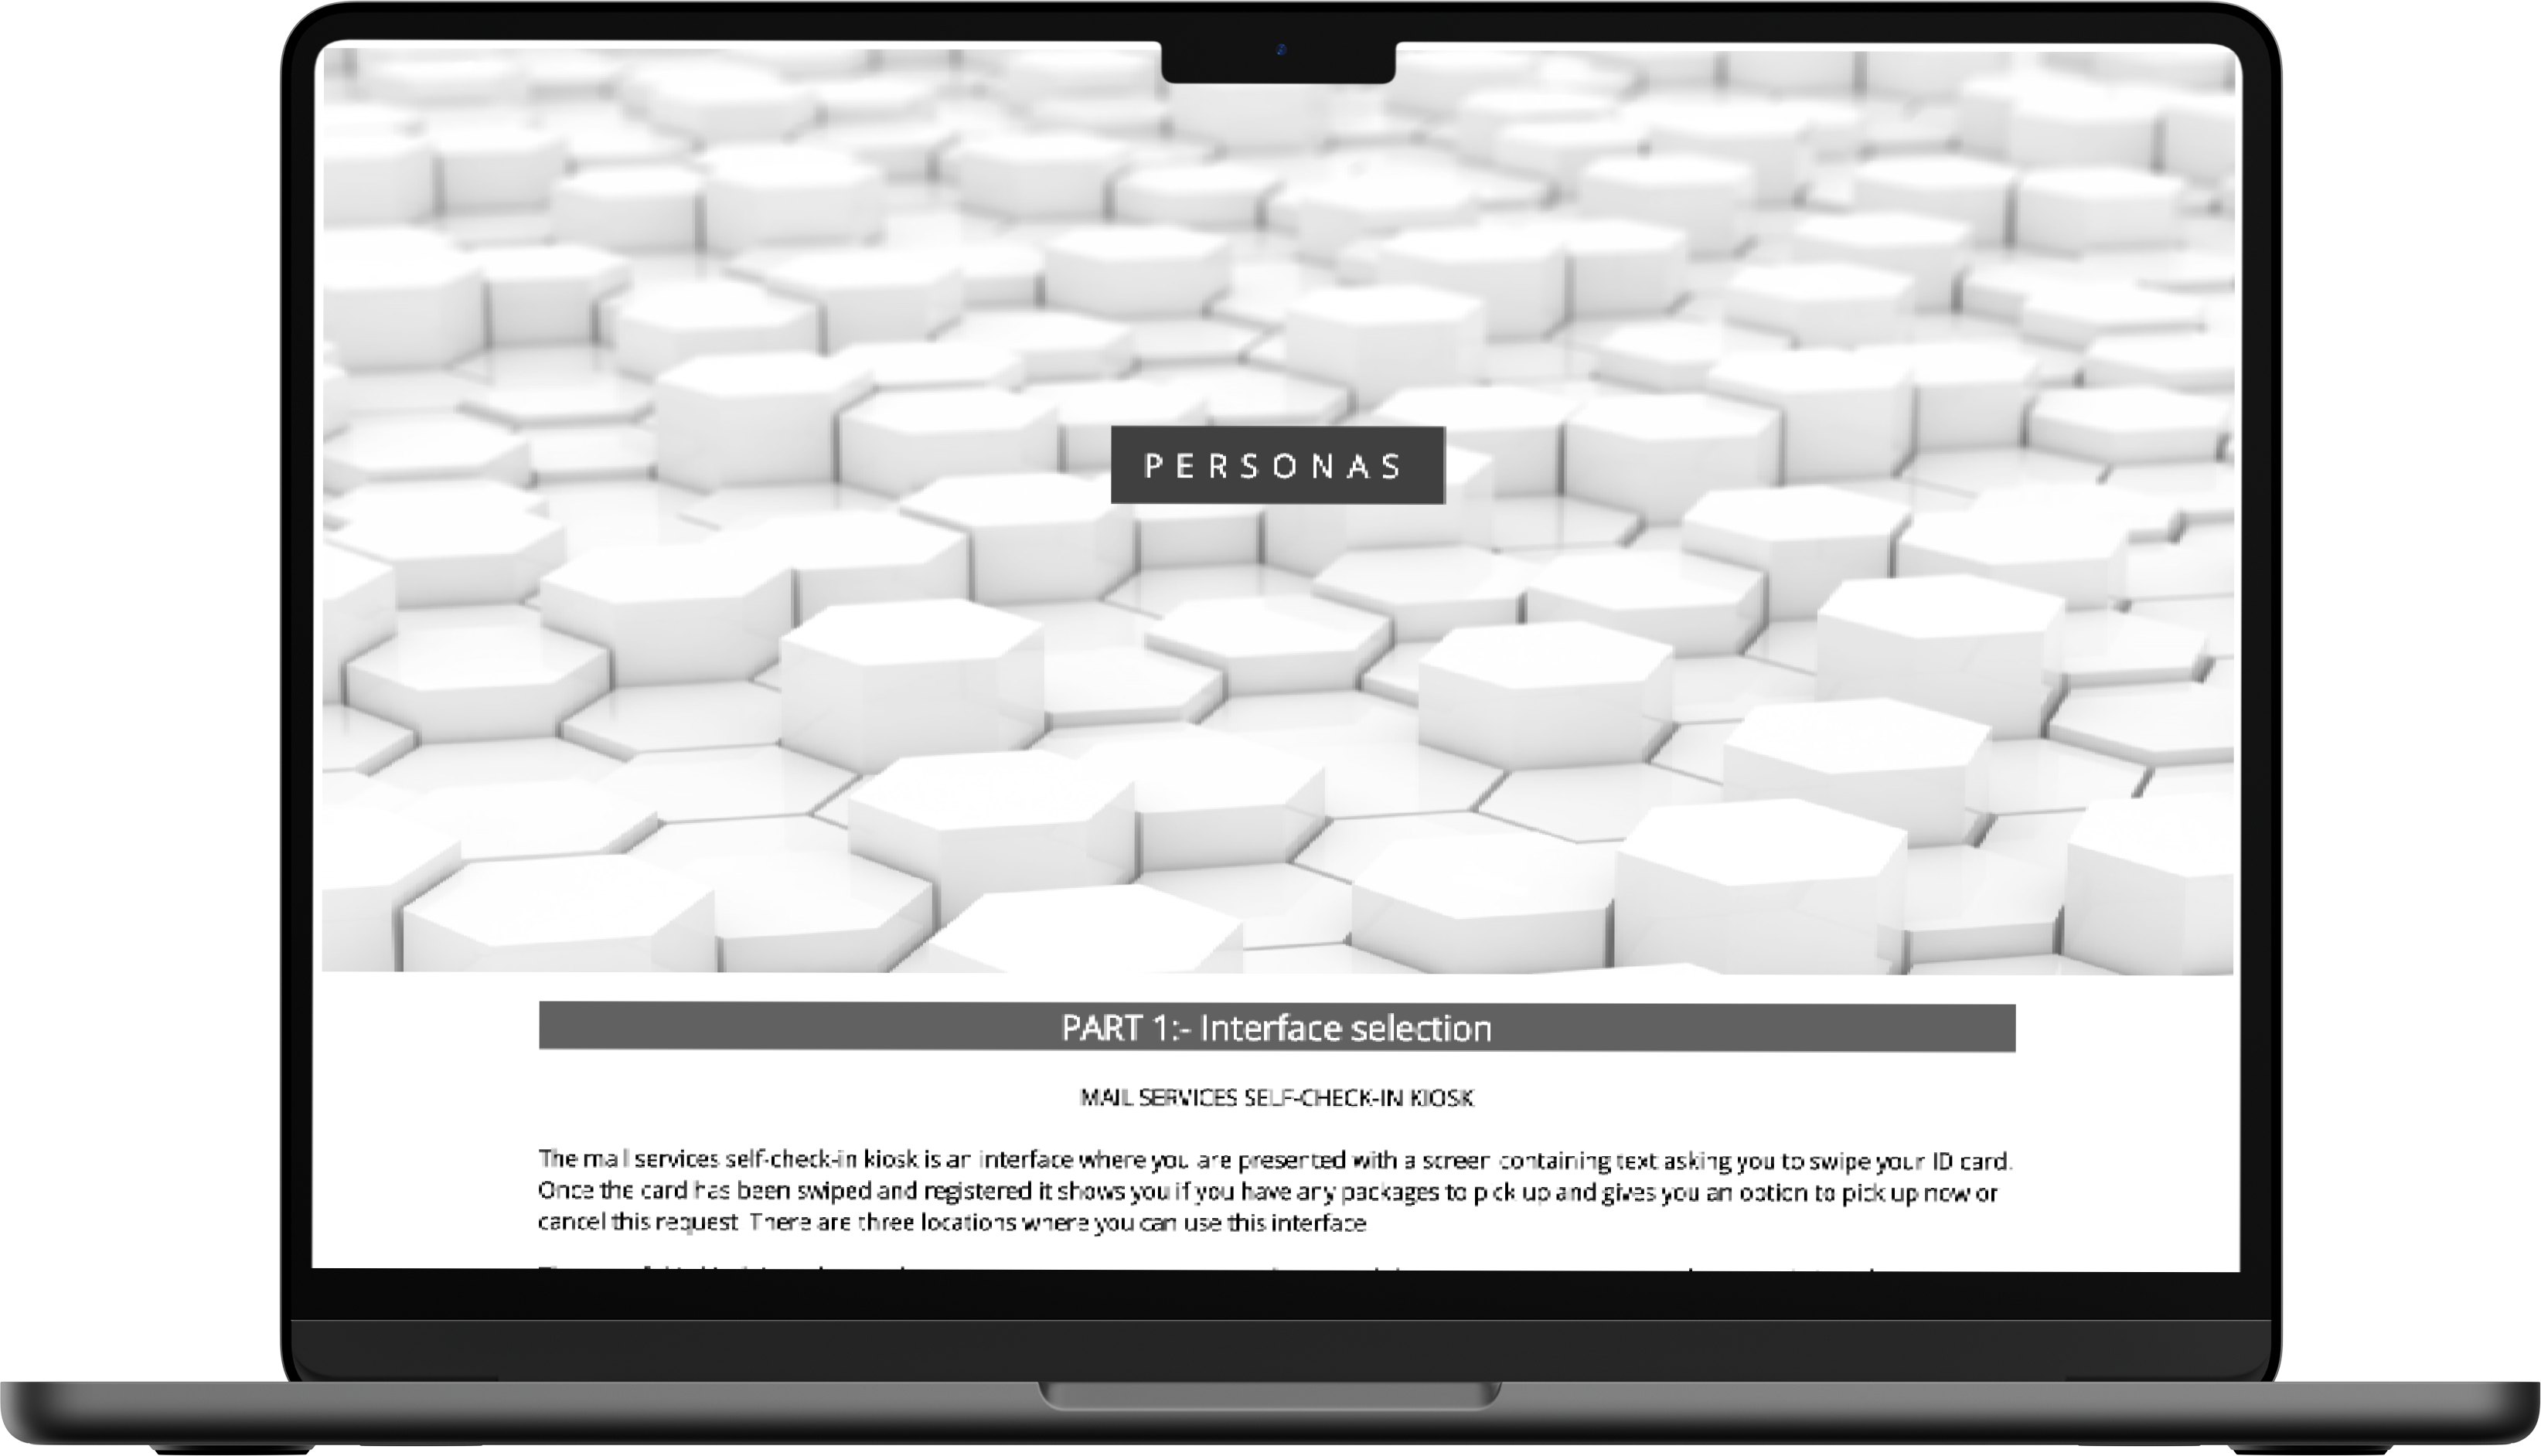 PERSONAS
PART 1:- Interface selection
MAIL SERVICES SELF-CHECK-IN KIOSK
The mail services self-check-in kiosk is an interface where you are presented with a screen containing text asking you to swipe your ID card.
Once the card has been swiped and registered it shows you if you have any packages to pick up and gives you an option to pick up now or
cancel this request. There are three locations where you can use this interface